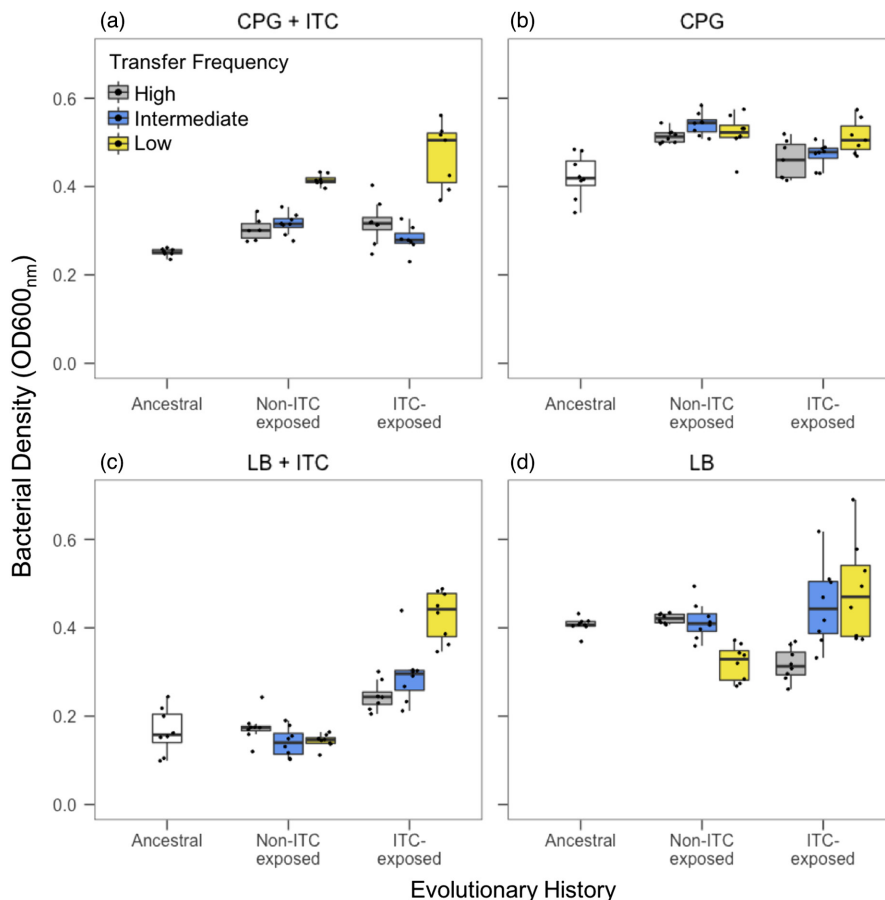 (a) CPG + ITC
(b) CPG
Transfer Frequency
High
Intermediate
Low
0.6
0.4
0.2
0.0
Ancestral
Non-ITC
exposed
ITC-
exposed
Ancestral
Non-ITC
exposed
ITC-
exposed
(c) LB + ITC
(d) LB
0.6
0.4
0.2
0.0
Ancestral
Non-ITC
exposed
ITC-
exposed
Ancestral
Non-ITC
exposed
ITC-
exposed
Bacterial Density (OD600nm)
Evolutionary History